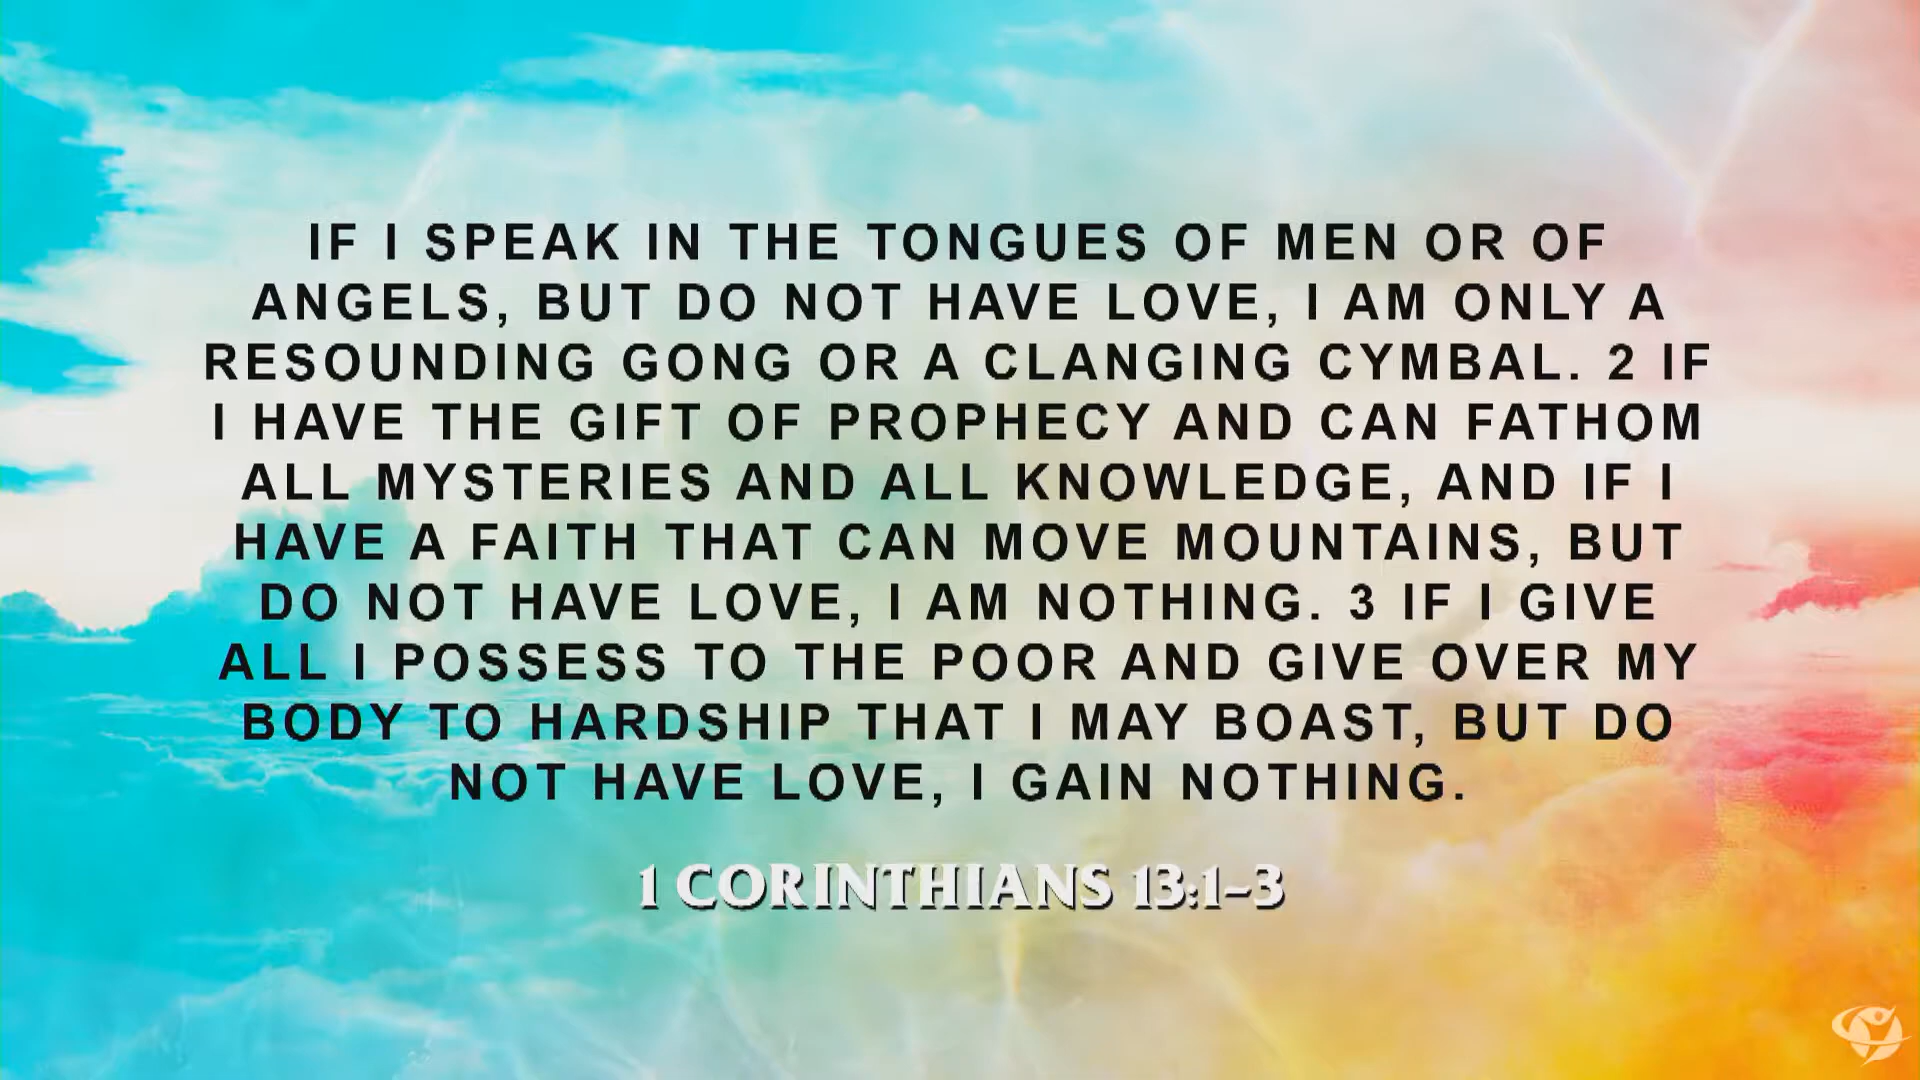 IF I SPEAK IN THE TONGUES OF MEN OR OF
ANGELS, BUT DO NOT HAVE LOVE, I AM ONLY A
RESOUNDING GONG OR A CLANGING CYMBAL. 2 IF
I HAVE THE GIFT OF PROPHECY AND CAN FATHOM
ALL MYSTERIES AND ALL KNOWLEDGE, AND IF I
HAVE A FAITH THAT CAN MOVE MOUNTAINS, BUT
DO NOT HAVE LOVE, I AM NOTHING. 3 IF I GIVE
ALL I POSSESS TO THE POOR AND GIVE OVER MY
BODY TO HARDSHIP THAT I MAY BOAST, BUT DO
NOT HAVE LOVE, I GAIN NOTHING.
1 CORINTHIANS 13:1-3